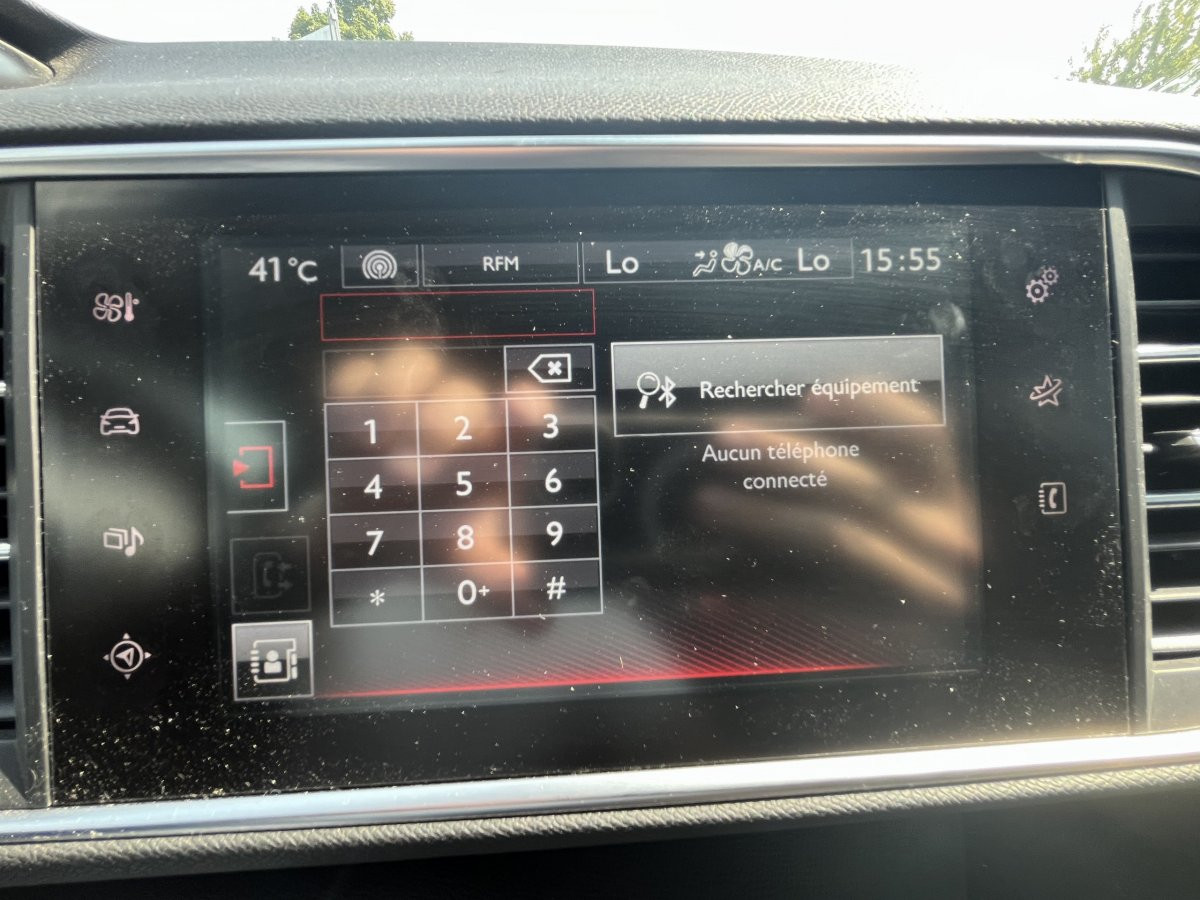 41°C
RFM
Lo
A/C
Lo
15:55
Rechercher équipement
Aucun téléphone
connecté
1 2 3
4 5 6
7 8 9
* 0+ #